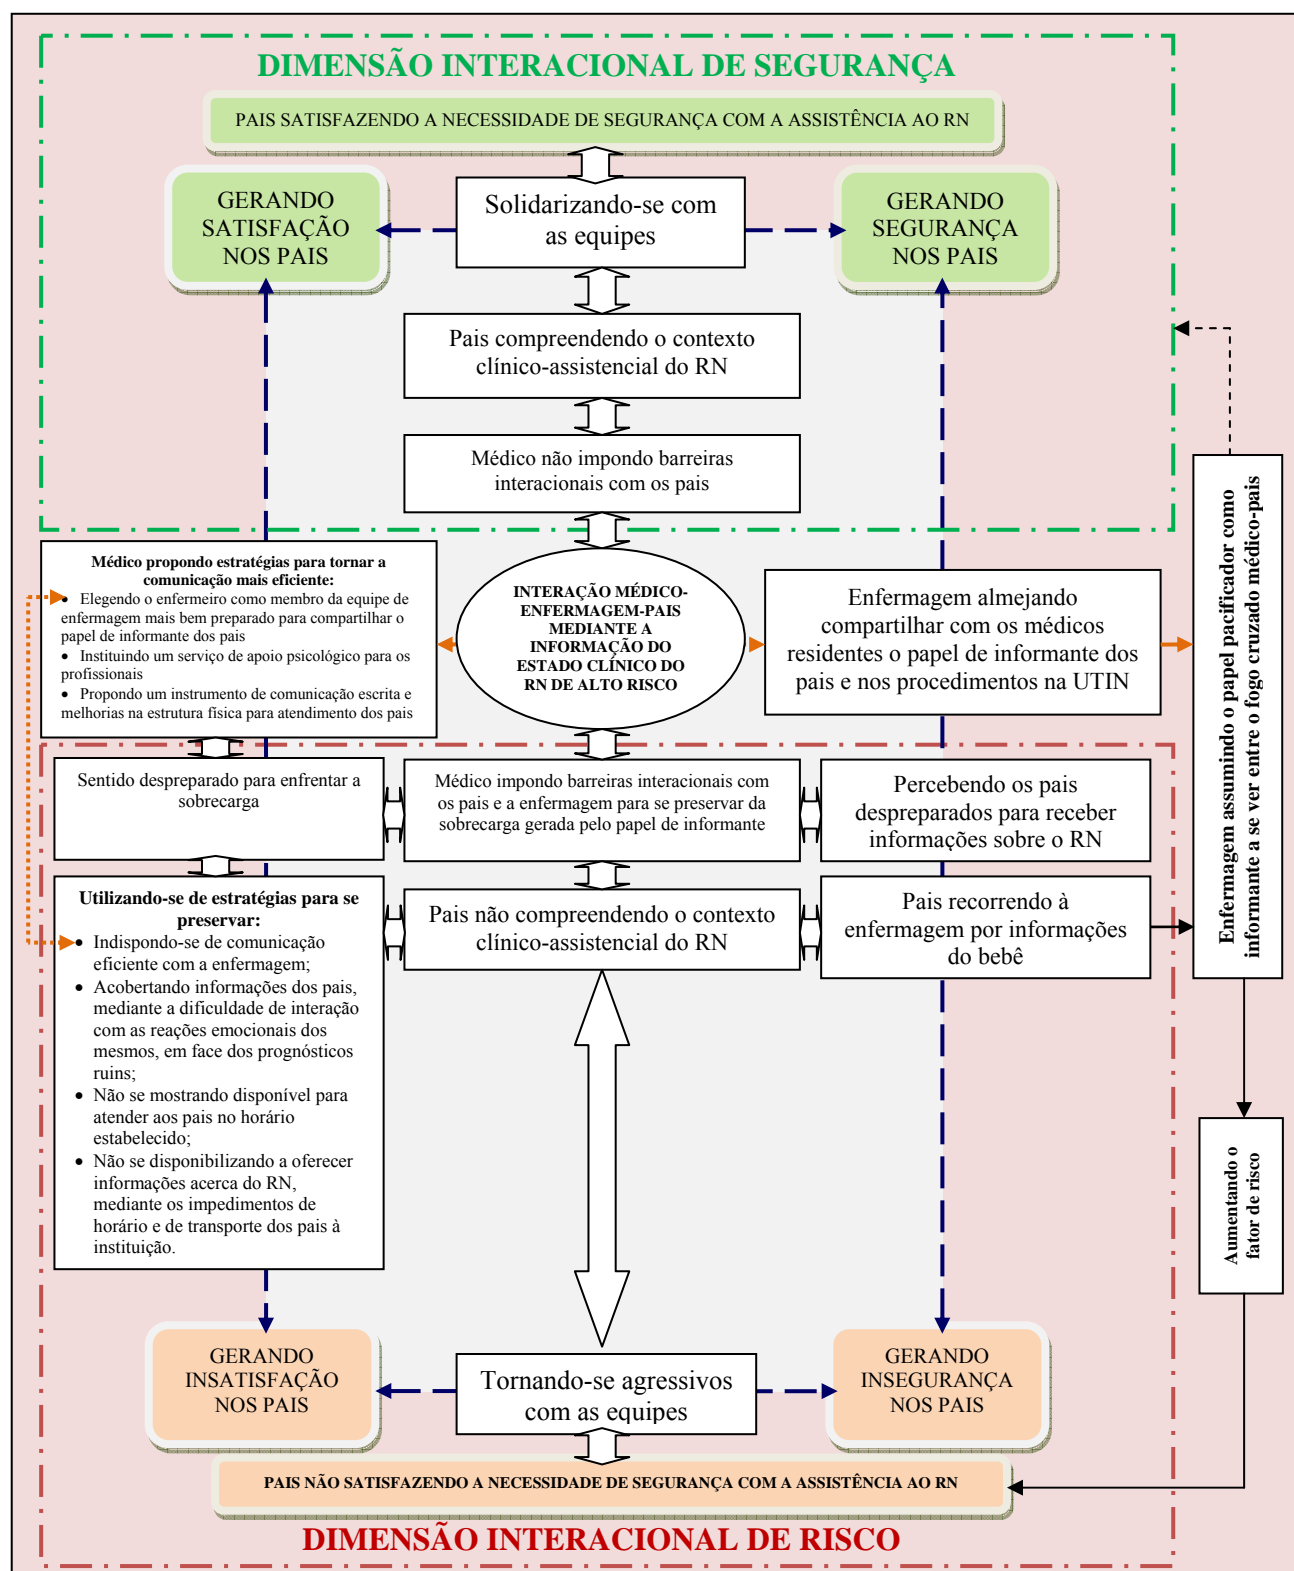 DIMENSÃO INTERACIONAL DE SEGURANÇA
PAIS SATISFAZENDO A NECESSIDADE DE SEGURANÇA COM A ASSISTÊNCIA AO RN
GERANDO
SATISFAÇÃO
NOS PAIS
Solidarizando-se com
as equipes
GERANDO
SEGURANÇA
NOS PAIS
Pais compreendendo o contexto
clínico-assistencial do RN
Médico não impondo barreiras
interacionais com os pais
Médico propondo estratégias para tornar a
comunicação mais eficiente:
• Elegendo o enfermeiro como membro da equipe de
enfermagem mais bem preparado para compartilhar o
papel de informante dos pais
• Instituindo um serviço de apoio psicológico para os
profissionais
• Propondo um instrumento de comunicação escrita e
melhorias na estrutura física para atendimento dos pais
INTERAÇÃO MÉDICO-
ENFERMAGEM-PAIS
MEDIANTE A
INFORMAÇÃO DO
ESTADO CLÍNICO DO
RN DE ALTO RISCO
Enfermagem almejando
compartilhar com os médicos
residentes o papel de informante dos
pais e nos procedimentos na UTIN
Enfermagem assumindo o papel pacificador como
informante a se ver entre o fogo cruzado médico-pais
Sentido despreparado para enfrentar a
sobrecarga
Médico impondo barreiras interacionais com
os pais e a enfermagem para se preservar da
sobrecarga gerada pelo papel de informante
Percebendo os pais
despreparados para receber
informações sobre o RN
Utilizando-se de estratégias para se
preservar:
• Indispondo-se de comunicação
eficiente com a enfermagem;
• Acobertando informações dos pais,
mediante a dificuldade de interação
com as reações emocionais dos
mesmos, em face dos prognósticos
ruins;
• Não se mostrando disponível para
atender aos pais no horário
estabelecido;
• Não se disponibilizando a oferecer
informações acerca do RN,
mediante os impedimentos de
horário e de transporte dos pais à
instituição.
Pais não compreendendo o contexto
clínico-assistencial do RN
Pais recorrendo à
enfermagem por informações
do bebê
Aumentando o
fator de risco
GERANDO
INSATISFAÇÃO
NOS PAIS
Tornando-se agressivos
com as equipes
GERANDO
INSEGURANÇA
NOS PAIS
PAIS NÃO SATISFAZENDO A NECESSIDADE DE SEGURANÇA COM A ASSISTÊNCIA AO RN
DIMENSÃO INTERACIONAL DE RISCO